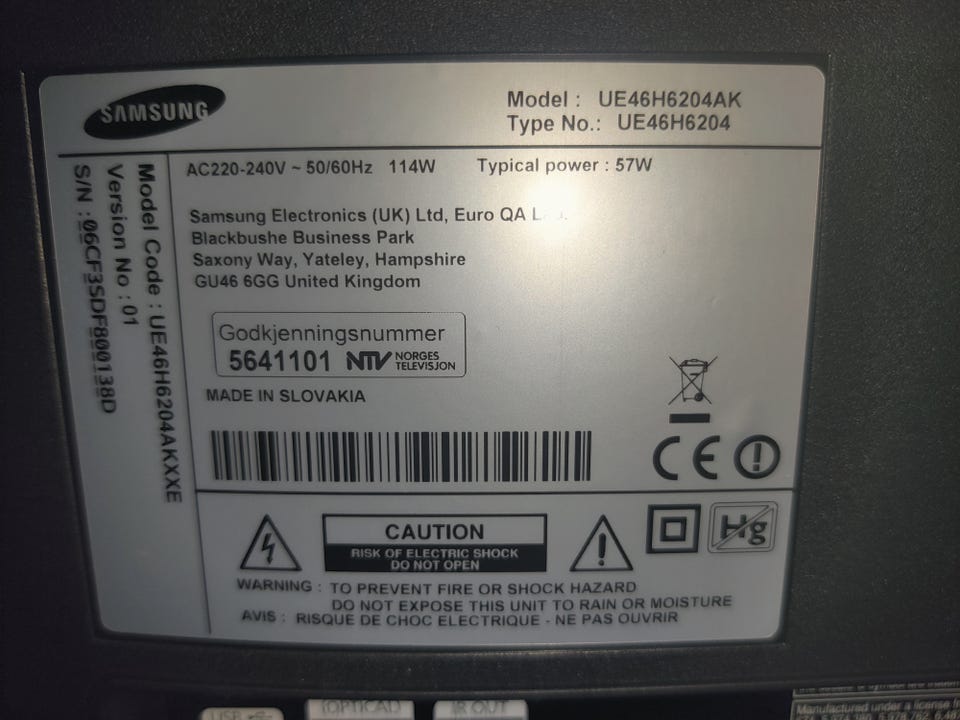 SAMSUNG
Model : UE46H6204AK
Type No.: UE46H6204
Model Code : UE46H6204AKXXE
Version No : 01
S/N : 06CF3SDF800138D
AC220-240V ~ 50/60Hz 114W Typical power : 57W
Samsung Electronics (UK) Ltd, Euro QA
Blackbushe Business Park
Saxony Way, Yateley, Hampshire
GU46 6GG United Kingdom
Godkjenningsnummer
5641101 NTV NORGES
TELEVISJON
MADE IN SLOVAKIA
CE
CAUTION
RISK OF ELECTRIC SHOCK
DO NOT OPEN
Hg
WARNING : TO PREVENT FIRE OR SHOCK HAZARD
DO NOT EXPOSE THIS UNIT TO RAIN OR MOISTURE
AVIS : RISQUE DE CHOC ELECTRIQUE - NE PAS OUVRIR
USB
IR OUT
Manufactured under a license